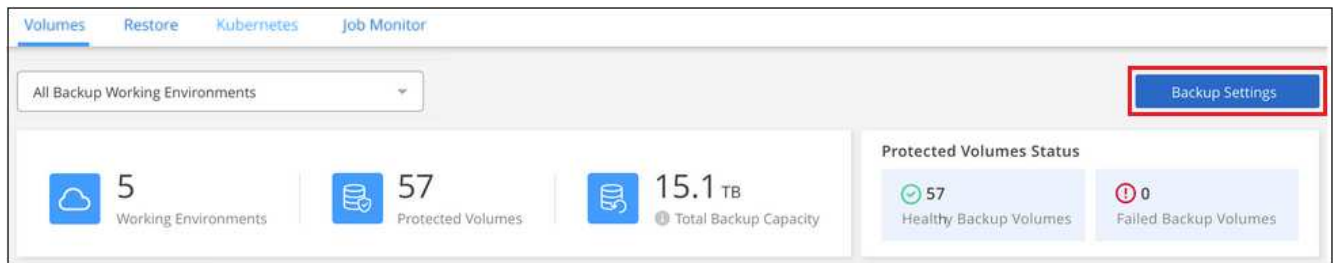 Volumes Restore Kubernetes Job Monitor
All Backup Working Environments
Backup Settings
5
Working Environments
57
Protected Volumes
15.1 TB
Total Backup Capacity
Protected Volumes Status
57
Healthy Backup Volumes
0
Failed Backup Volumes